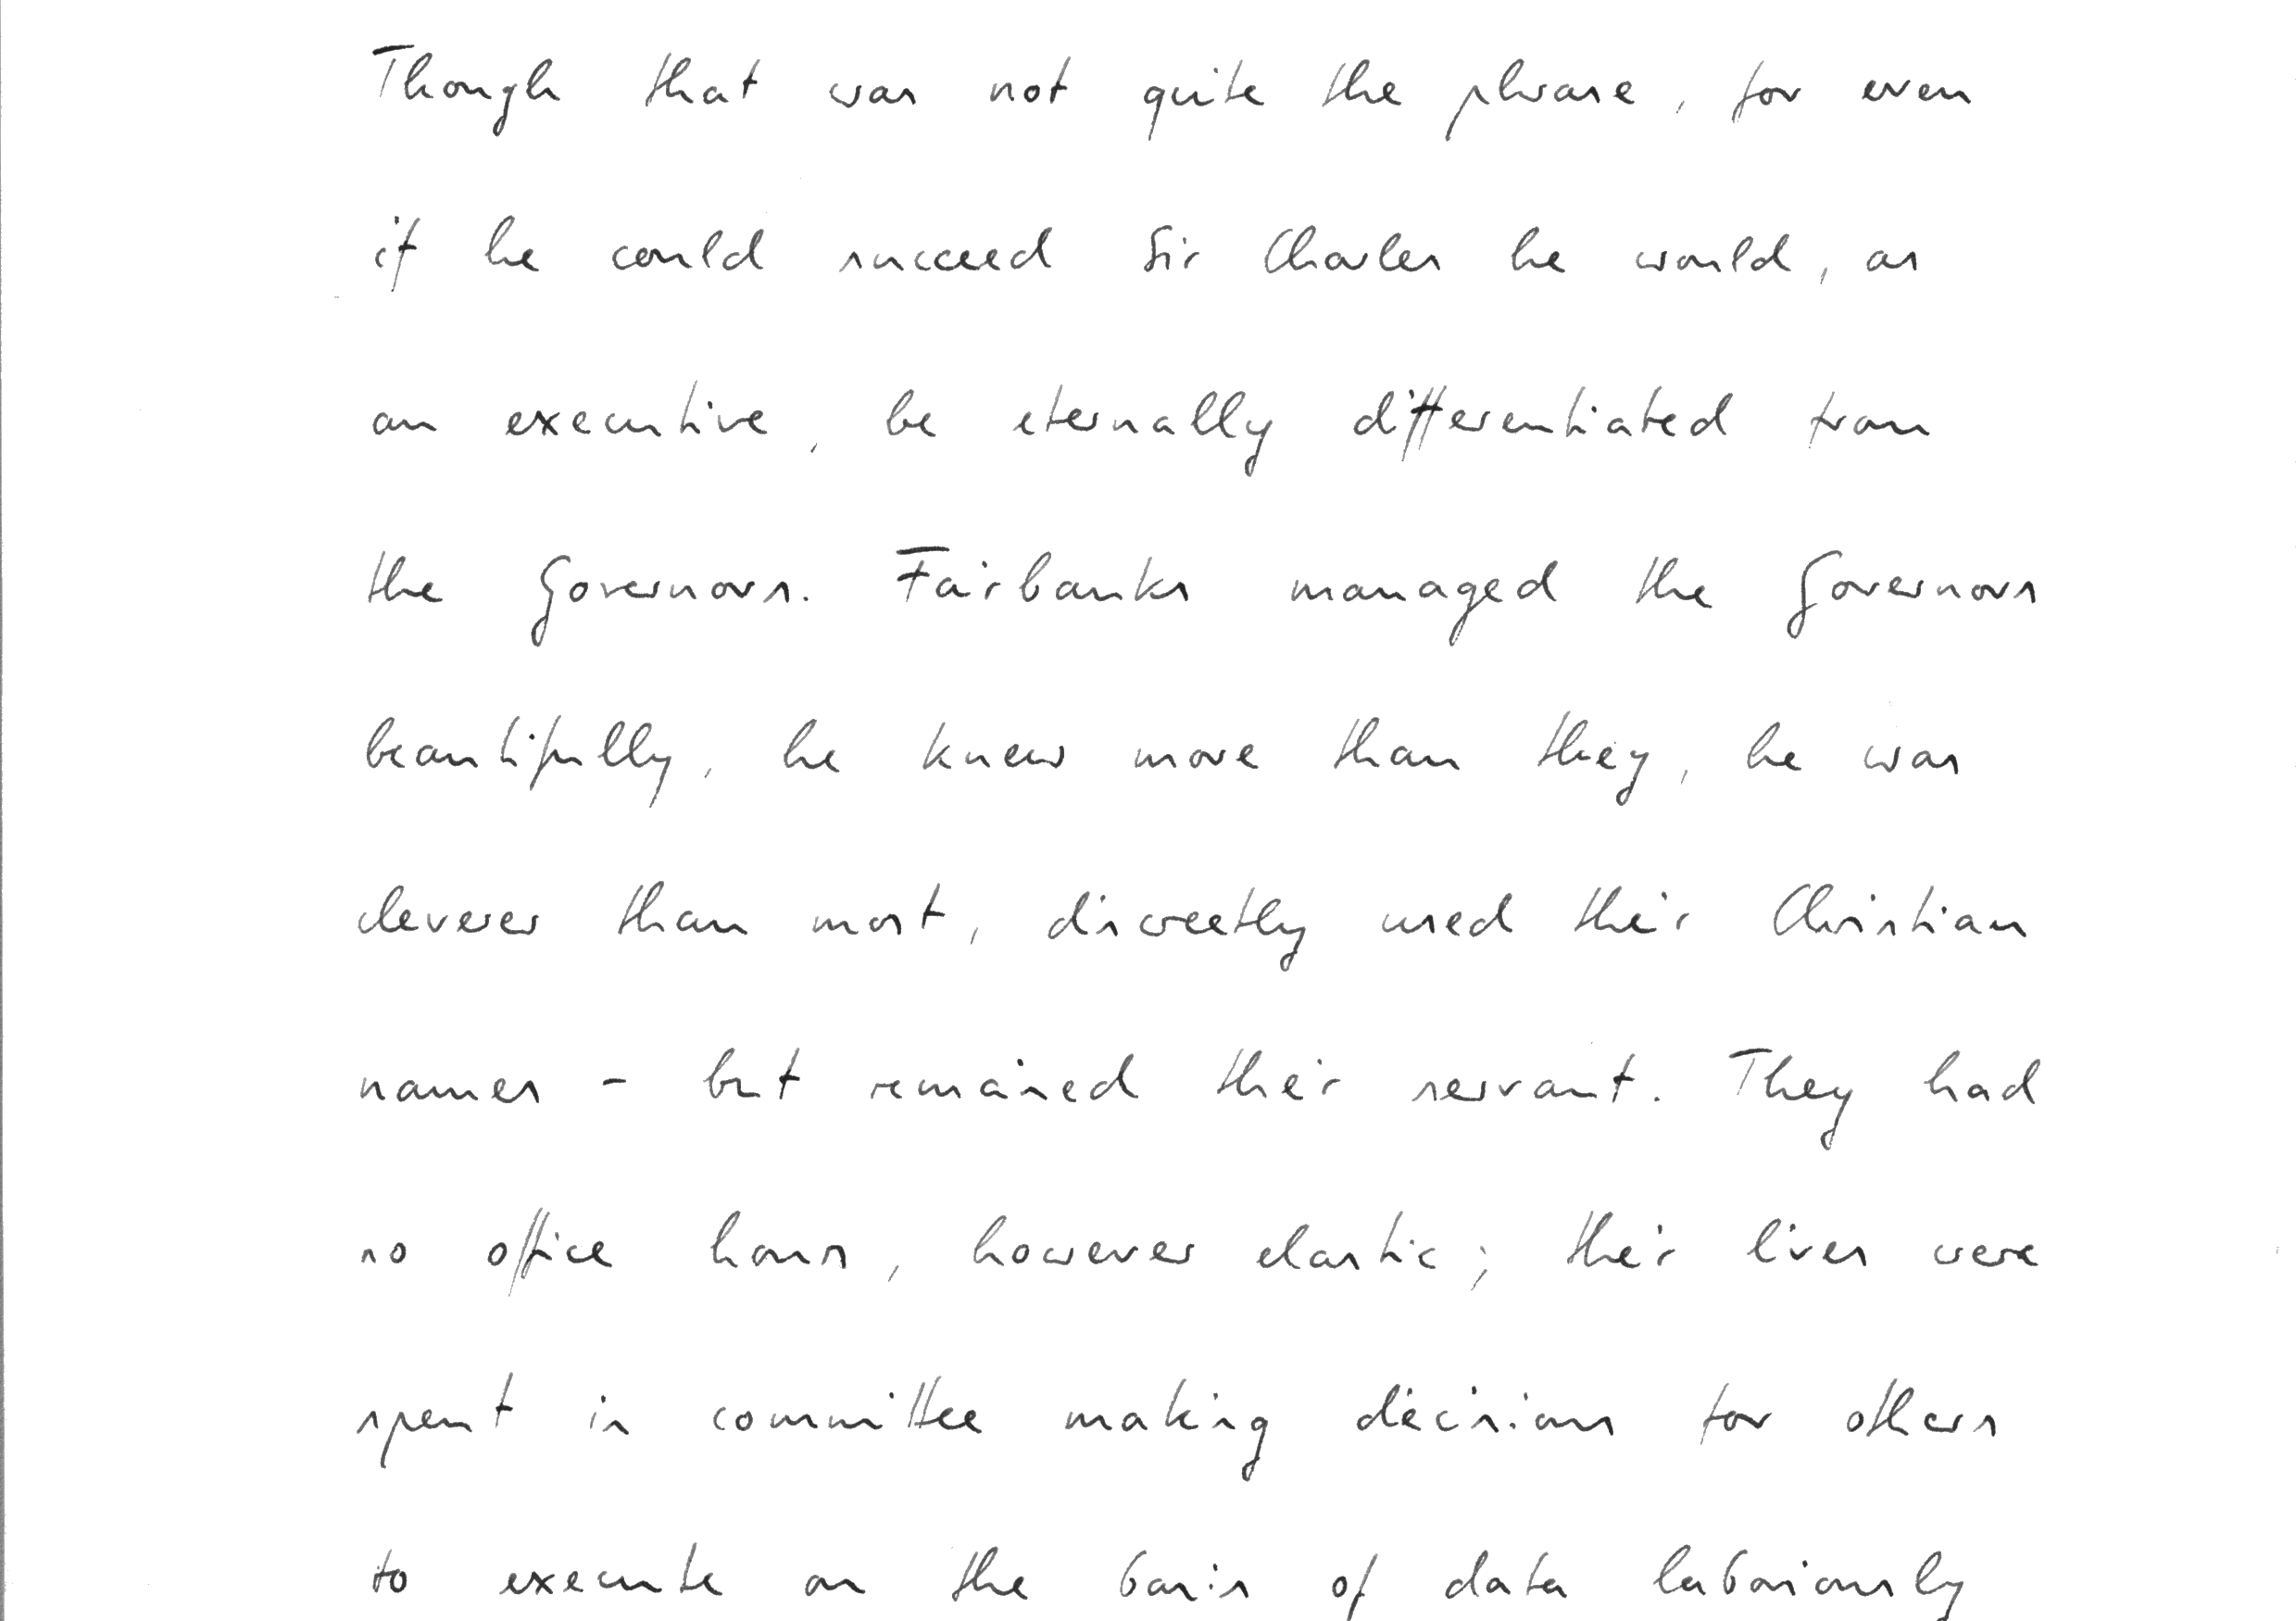 Though that was not quite the phrase, for even
if he could succeed Sir Charles he would, as
an executive, be eternally differentiated from
the Governors. Fairbanks managed the Governors
beautifully, he knew more than they, he was
cleverer than most, discreetly used their Christian
names - but remained their servant. They had
no office hours, however elastic; their lives were
spent in committee making decisions for others
to execute on the basis of data laboriously